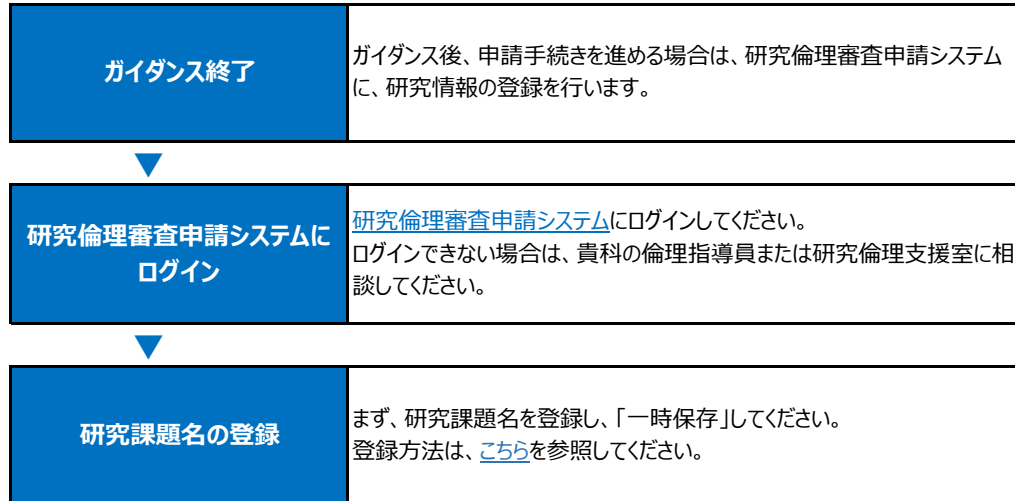 ガイダンス終了
ガイダンス後、申請手続きを進める場合は、研究倫理審査申請システム
に、研究情報の登録を行います。
研究倫理審査申請システムに
ログイン
研究倫理審査申請システムにログインしてください。
ログインできない場合は、貴科の倫理指導員または研究倫理支援室に相
談してください。
研究課題名の登録
まず、研究課題名を登録し、「一時保存」してください。
登録方法は、こちらを参照してください。